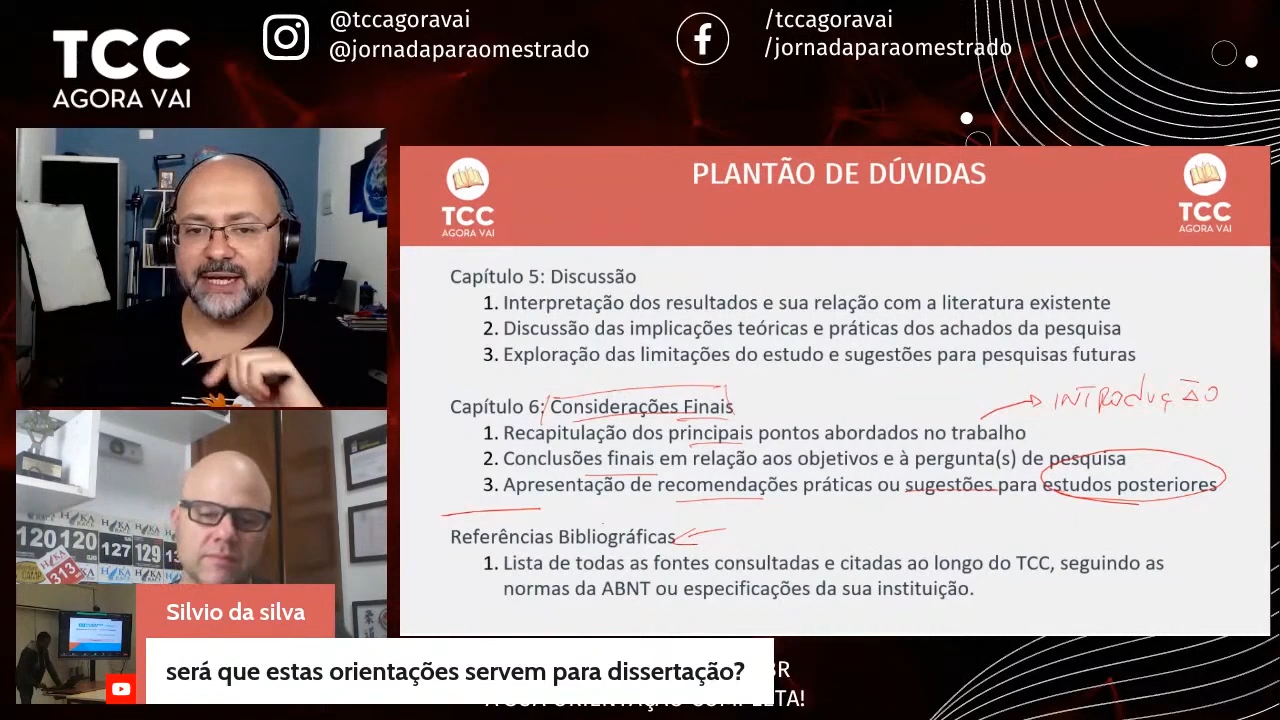 TCC
AGORA VAI
@tccagoravai
@jornadaparaomestrado
/tccagoravai
/jornadaparaomestrado
TCC
AGORA VAI
PLANTÃO DE DÚVIDAS
TCC
AGORA VAI
Capítulo 5: Discussão
1. Interpretação dos resultados e sua relação com a literatura existente
2. Discussão das implicações teóricas e práticas dos achados da pesquisa
3. Exploração das limitações do estudo e sugestões para pesquisas futuras
Capítulo 6: Considerações Finais
INTRODUÇÃO
1. Recapitulação dos principais pontos abordados no trabalho
2. Conclusões finais em relação aos objetivos e à pergunta(s) de pesquisa
3. Apresentação de recomendações práticas ou sugestões para estudos posteriores
Referências Bibliográficas
1. Lista de todas as fontes consultadas e citadas ao longo do TCC, seguindo as
normas da ABNT ou especificações da sua instituição.
120 120 127 129
313
Silvio da silva
será que estas orientações servem para dissertação?